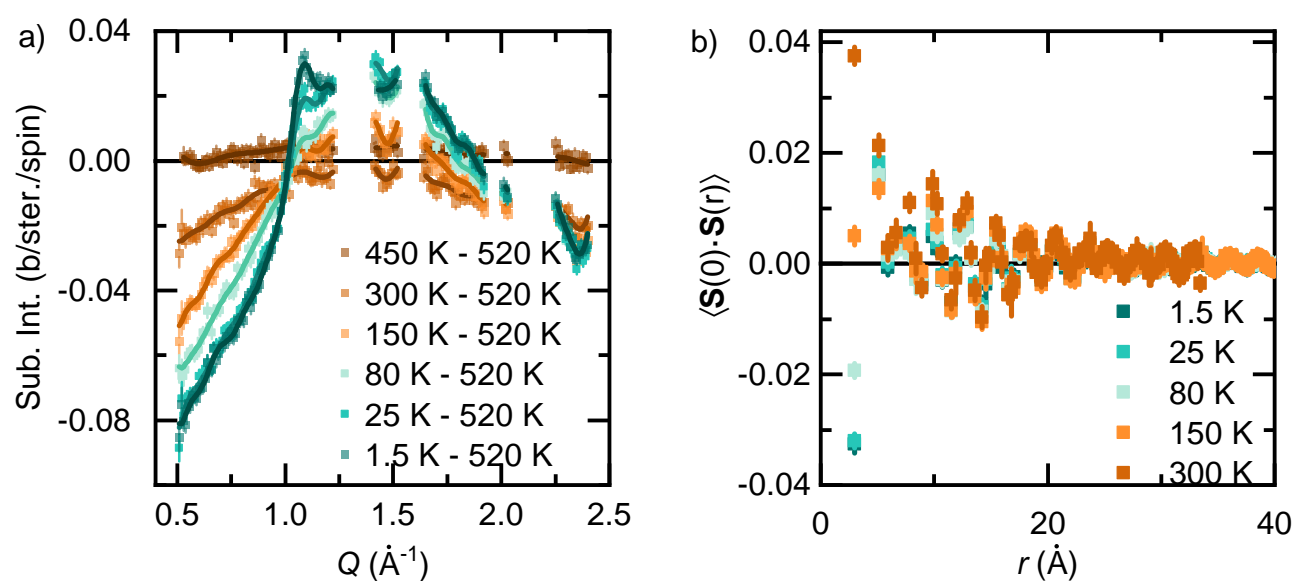 a)
0.04
0.00
-0.04
-0.08
Sub. Int. (b/ster./spin)
450 K - 520 K
300 K - 520 K
150 K - 520 K
80 K - 520 K
25 K - 520 K
1.5 K - 520 K
0.5 1.0 1.5 2.0 2.5
Q (Å⁻¹)
b)
0.04
0.02
0.00
-0.02
-0.04
⟨S(0)·S(r)⟩
1.5 K
25 K
80 K
150 K
300 K
0 20 40
r (Å)